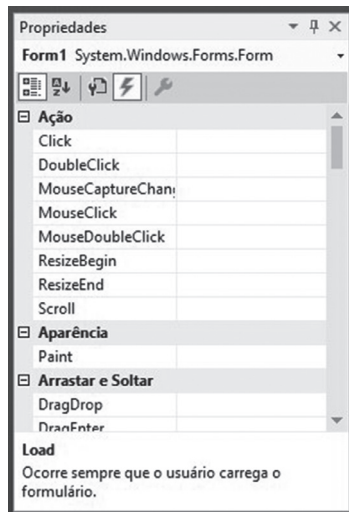 Propriedades
Form1 System.Windows.Forms.Form
Ação
Click
DoubleClick
MouseCaptureChan
MouseClick
MouseDoubleClick
ResizeBegin
ResizeEnd
Scroll
Aparência
Paint
Arrastar e Soltar
DragDrop
DragEnter
Load
Ocorre sempre que o usuário carrega o
formulário.